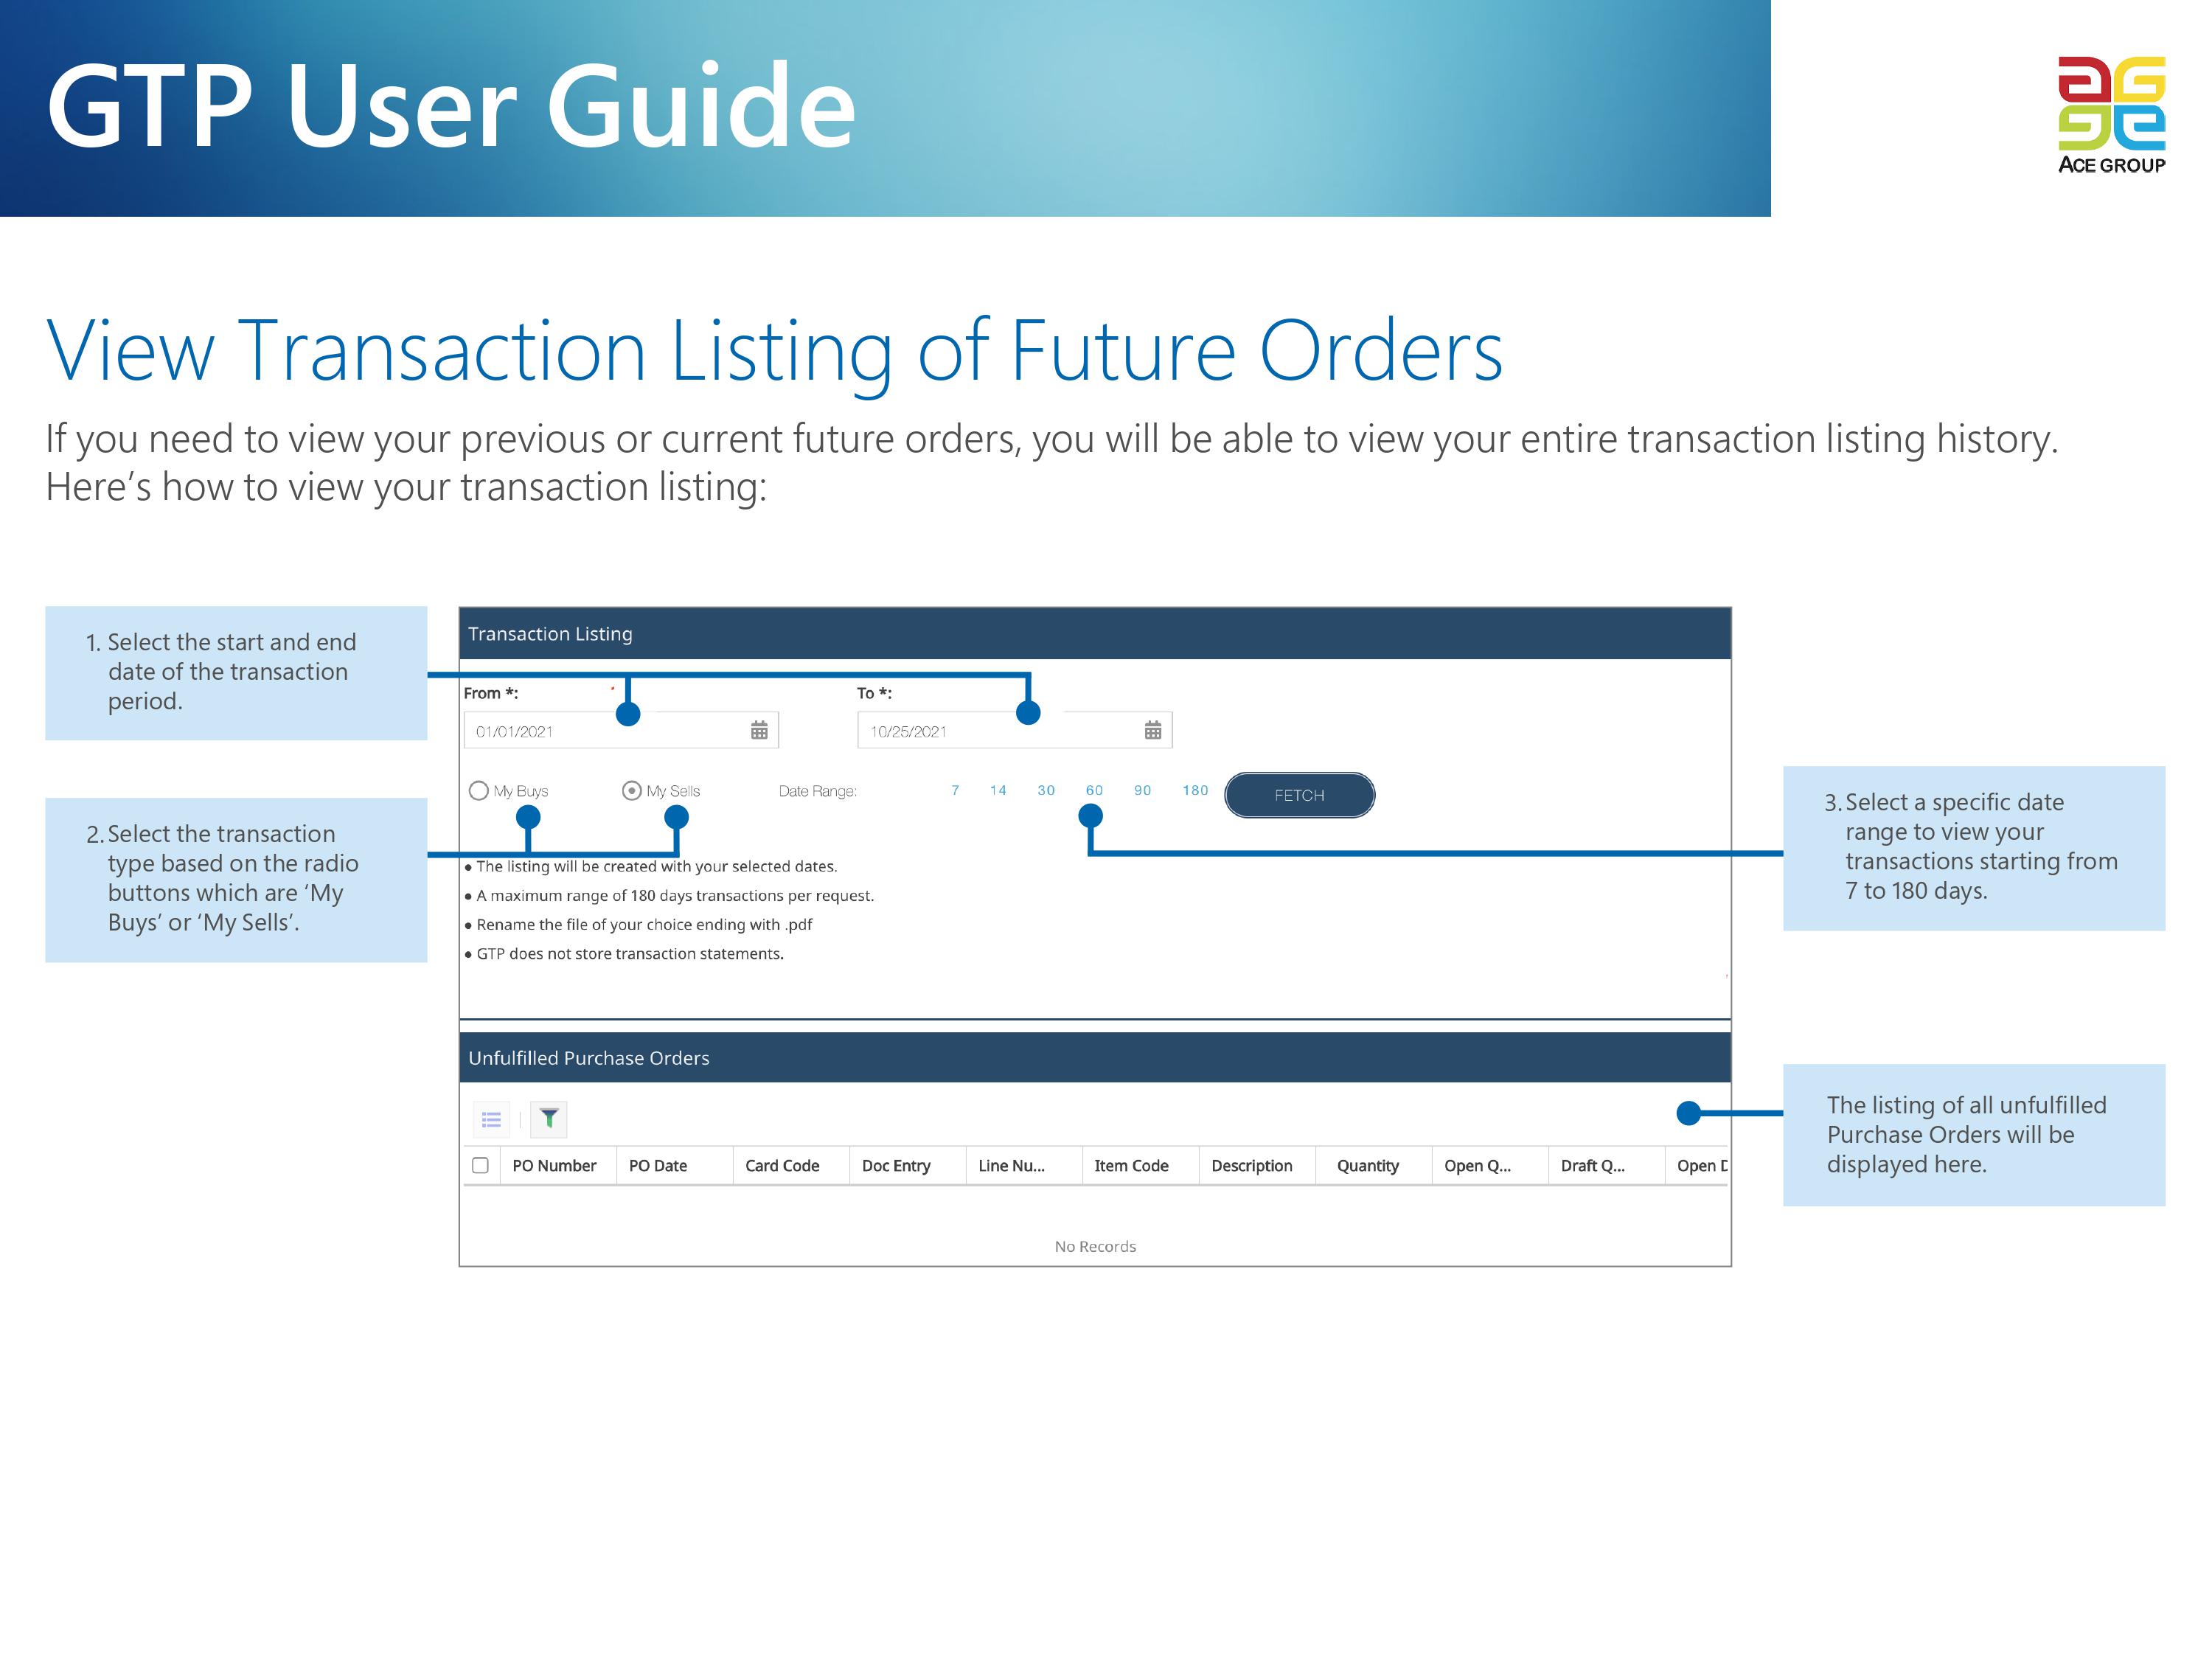 GTP User Guide
ACE GROUP
View Transaction Listing of Future Orders
If you need to view your previous or current future orders, you will be able to view your entire transaction listing history.
Here's how to view your transaction listing:
1. Select the start and end
date of the transaction
period.
2. Select the transaction
type based on the radio
buttons which are ‘My
Buys’ or ‘My Sells’.
Transaction Listing
From *: To *:
01/01/2021 10/25/2021
My Buys My Sells Date Range: 7 14 30 60 90 180 FETCH
• The listing will be created with your selected dates.
• A maximum range of 180 days transactions per request.
• Rename the file of your choice ending with .pdf
• GTP does not store transaction statements.
3. Select a specific date
range to view your
transactions starting from
7 to 180 days.
Unfulfilled Purchase Orders
PO Number PO Date Card Code Doc Entry Line Nu... Item Code Description Quantity Open Q... Draft Q... Open D
No Records
The listing of all unfulfilled
Purchase Orders will be
displayed here.